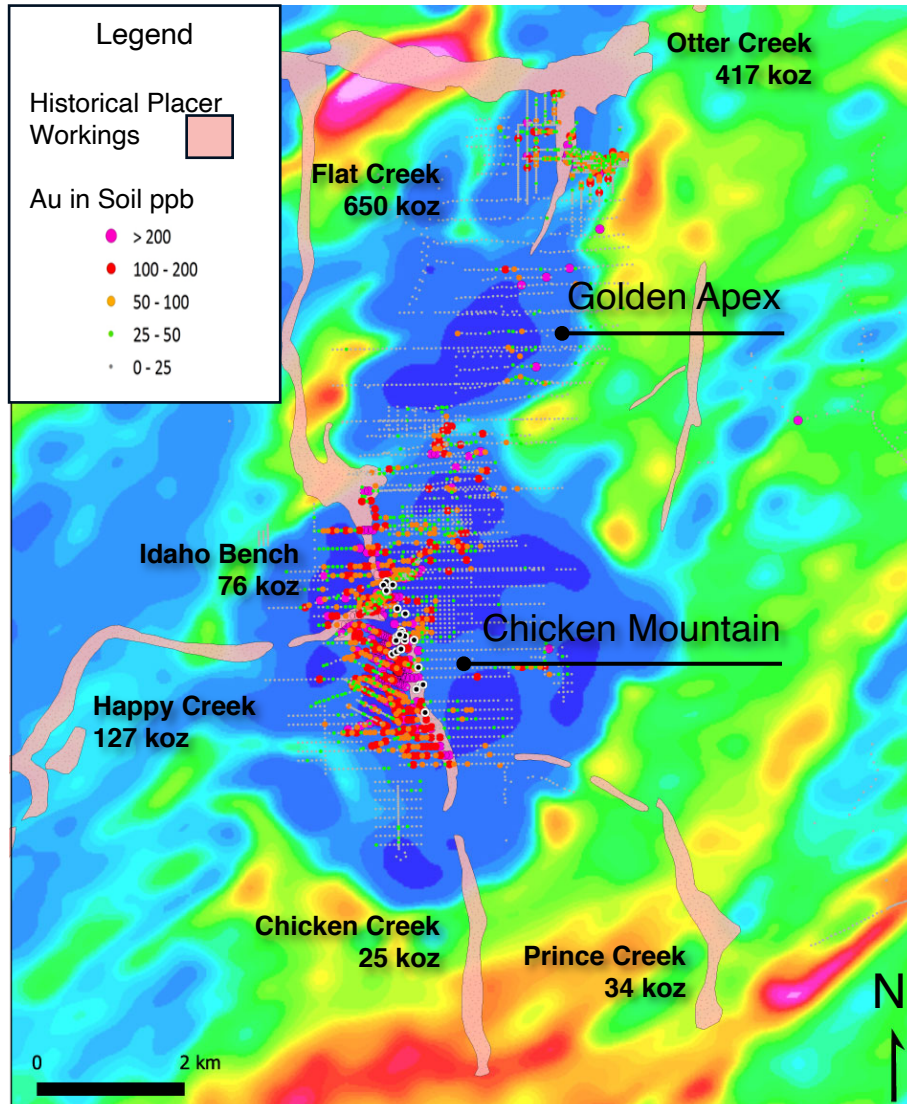 Legend
Historical Placer
Workings
Au in Soil ppb
> 200
100 - 200
50 - 100
25 - 50
0 - 25
Otter Creek
417 koz
Flat Creek
650 koz
Golden Apex
Idaho Bench
76 koz
Chicken Mountain
Happy Creek
127 koz
Chicken Creek
25 koz
Prince Creek
34 koz
N
0 2 km